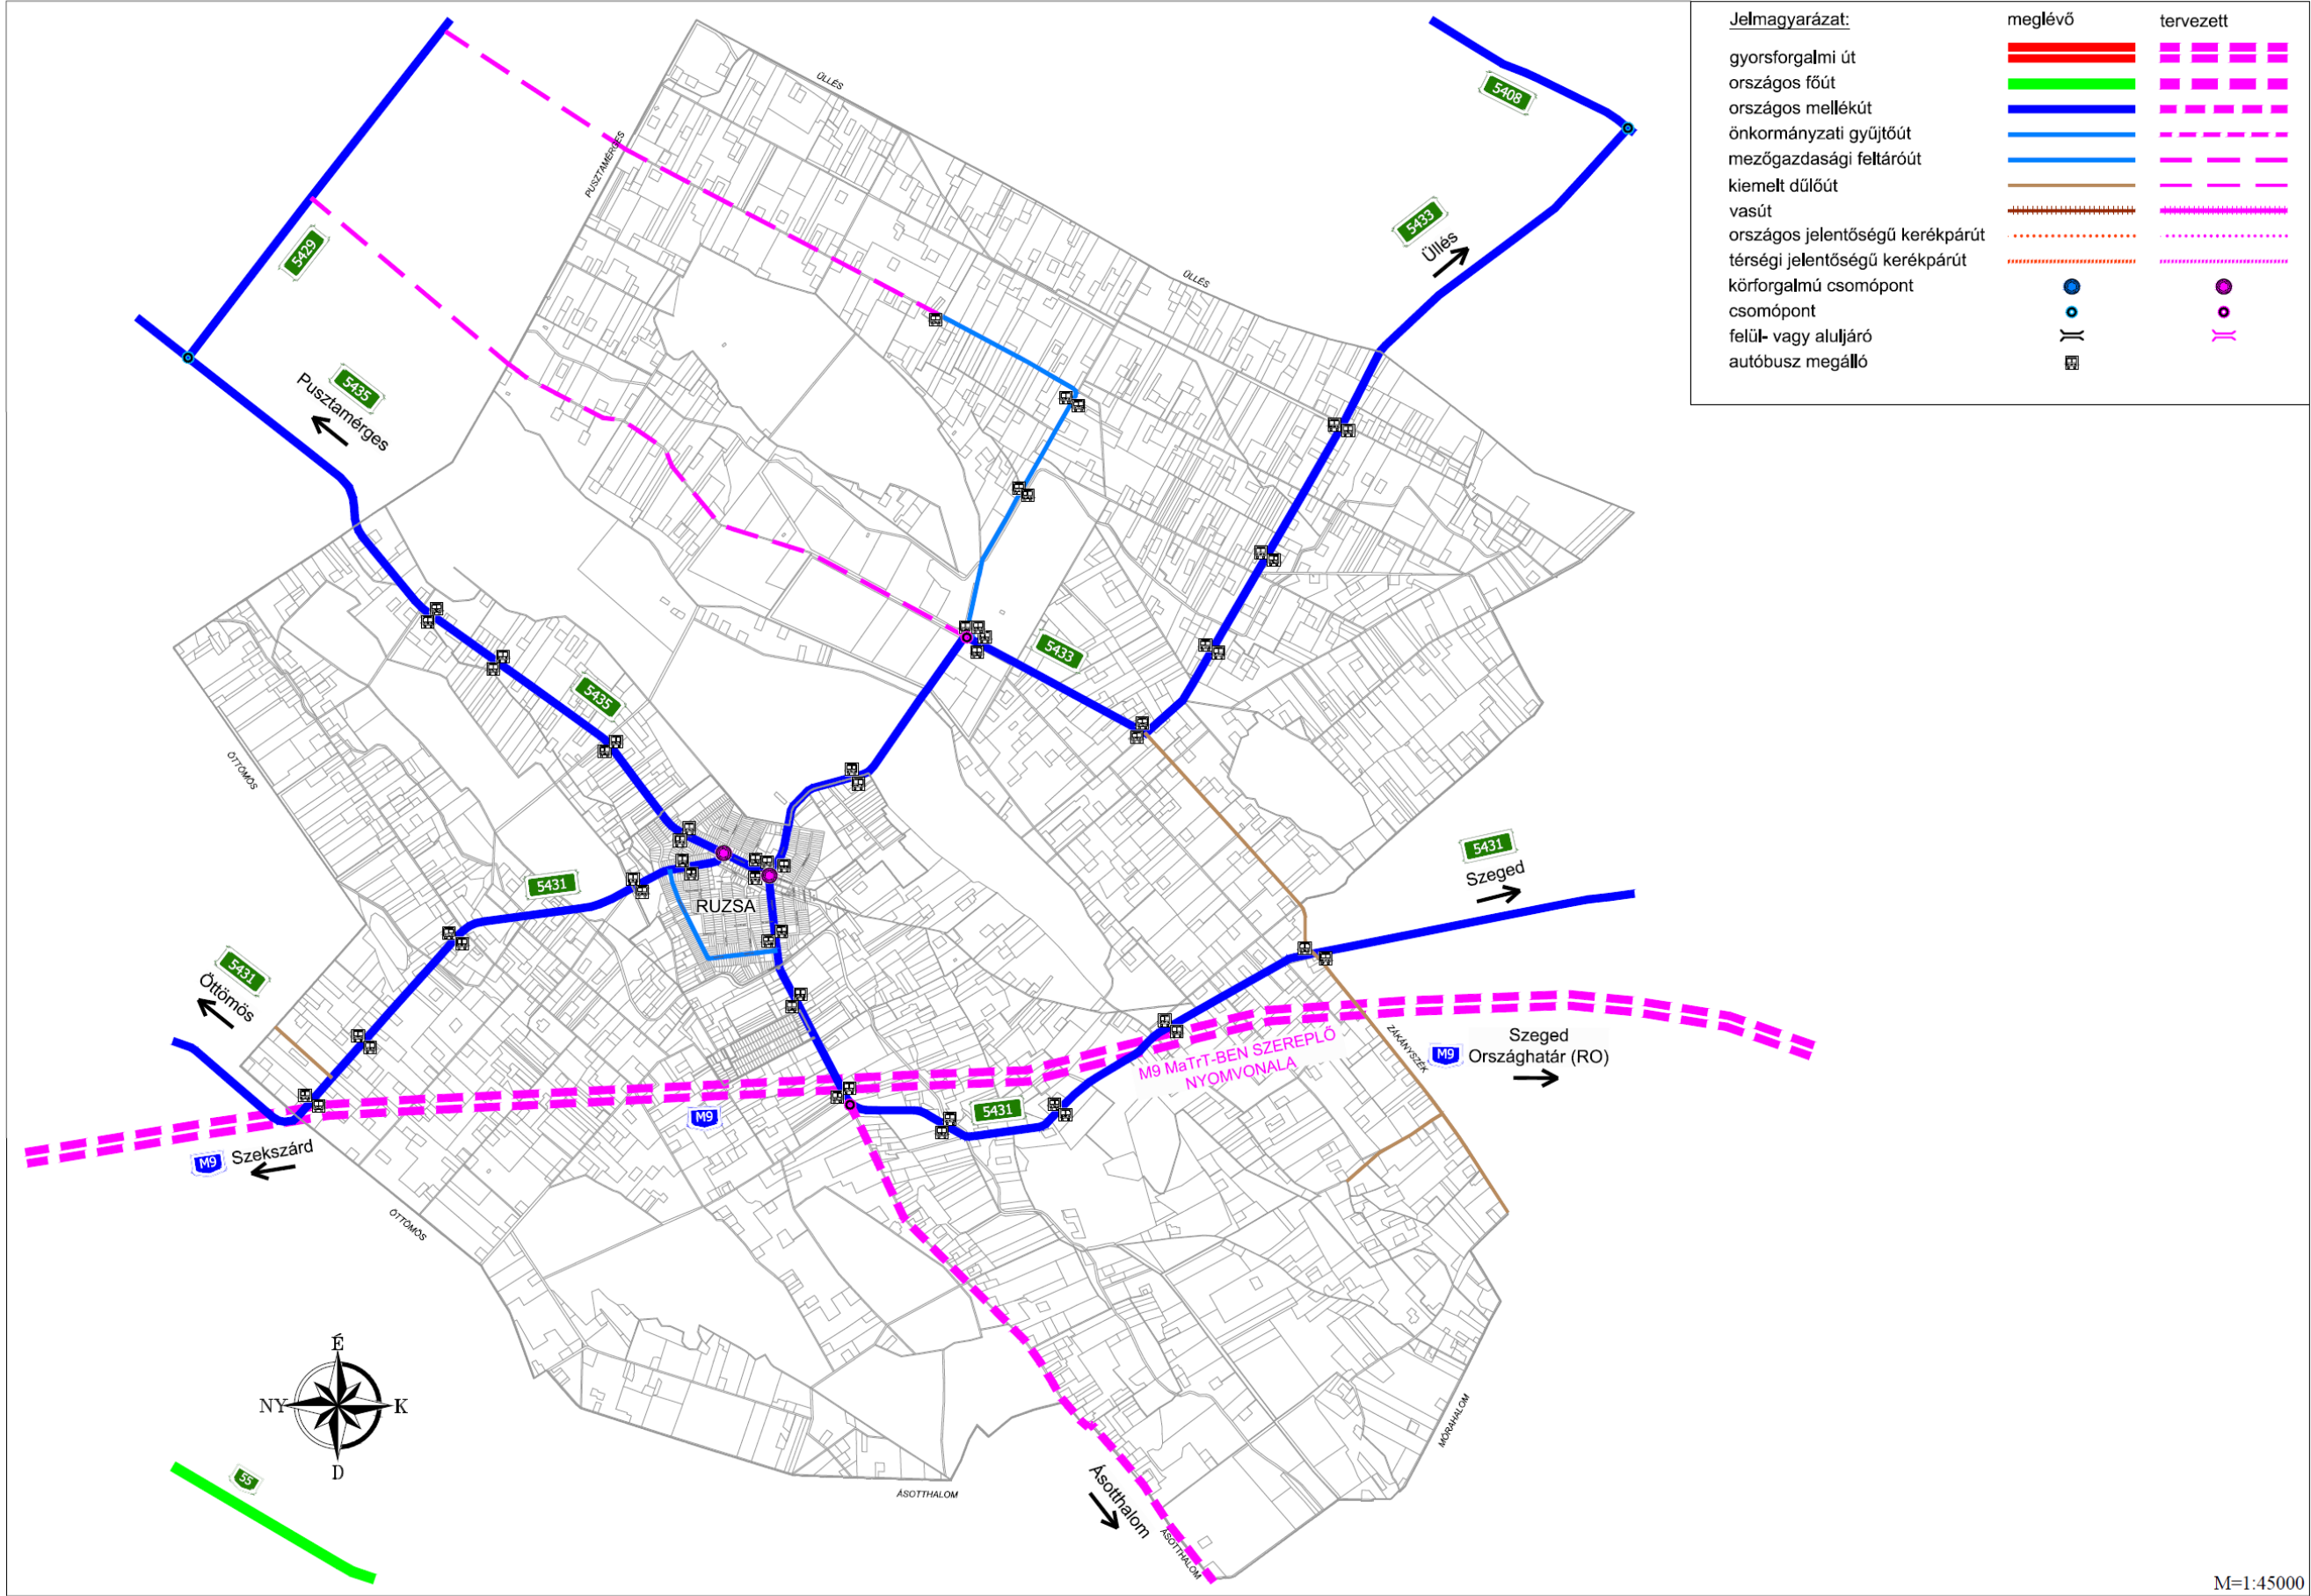 Jelmagyarázat: meglévő tervezett
gyorsforgalmi út
országos főút
országos mellékút
önkormányzati gyűjtőút
mezőgazdasági feltáróút
kiemelt dűlőút
vasút
országos jelentőségű kerékpárút
térségi jelentőségű kerékpárút
körforgalmú csomópont
csomópont
felül- vagy aluljáró
autóbusz megálló
ÜLLÉS
5408
PUSZTAMÉRGES
5433
Üllés
5429
ÜLLÉS
5435
Pusztamérges
5433
5435
ÖTTÖMÖS
5431
Szeged
5431
RUZSA
5431
Öttömös
M9 MaTrT-BEN SZEREPLŐ
NYOMVONALA
ZÁKÁNYSZÉK
M9
Szeged
Országhatár (RO)
M9
5431
M9
Szekszárd
ÖTTÖMÖS
É
NY
K
D
MÓRAHALOM
55
ÁSOTTHALOM
Ásotthalom
ÁSOTTHALOM
M=1:45000